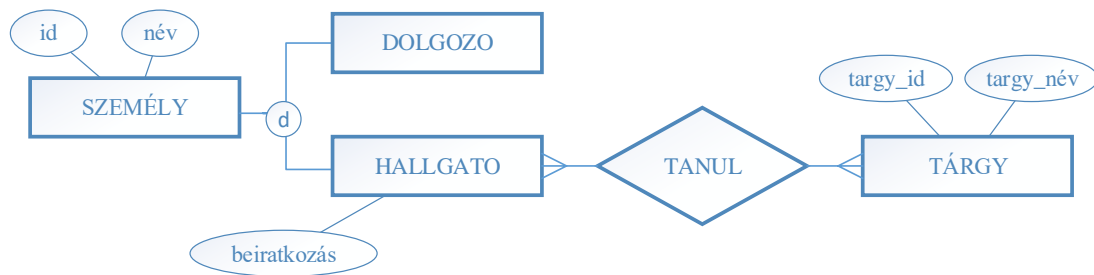 id
név
DOLGOZO
SZEMÉLY
d
targy_id
targy_név
HALLGATO
TANUL
TÁRGY
beiratkozás